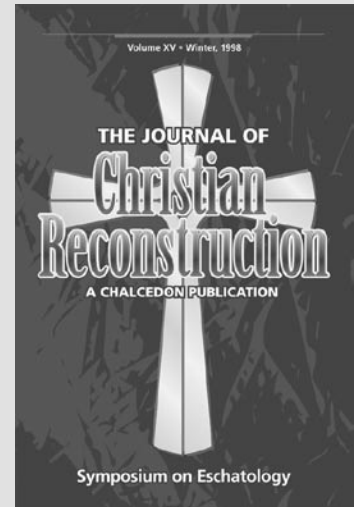 Volume XV • Winter, 1998
THE JOURNAL OF
Christian
Reconstruction
A CHALCEDON PUBLICATION
Symposium on Eschatology